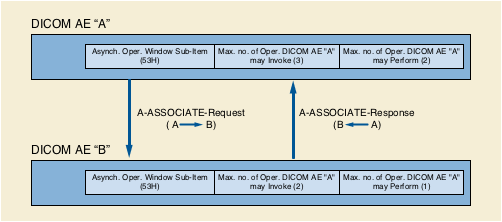 DICOM AE “A”
Asynch. Oper. Window Sub-Item
(53H)
Max. no. of Oper. DICOM AE "A"
may Invoke (3)
Max. no. of Oper. DICOM AE "A"
may Perform (2)
A-ASSOCIATE-Request
( A → B)
A-ASSOCIATE-Response
(B ← A)
DICOM AE “B”
Asynch. Oper. Window Sub-Item
(53H)
Max. no. of Oper. DICOM AE "A"
may Invoke (2)
Max. no. of Oper. DICOM AE "A"
may Perform (1)